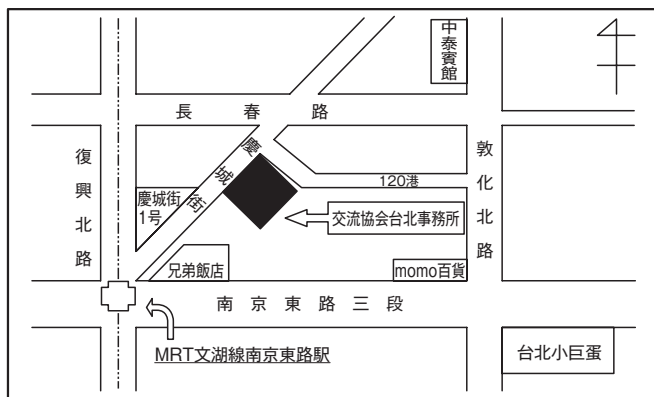 中泰賓館
長春路
復興北路
慶城街
敦化北路
120港
慶城街
1号
交流協会台北事務所
兄弟飯店
momo百貨
南京東路三段
MRT文湖線南京東路駅
台北小巨蛋